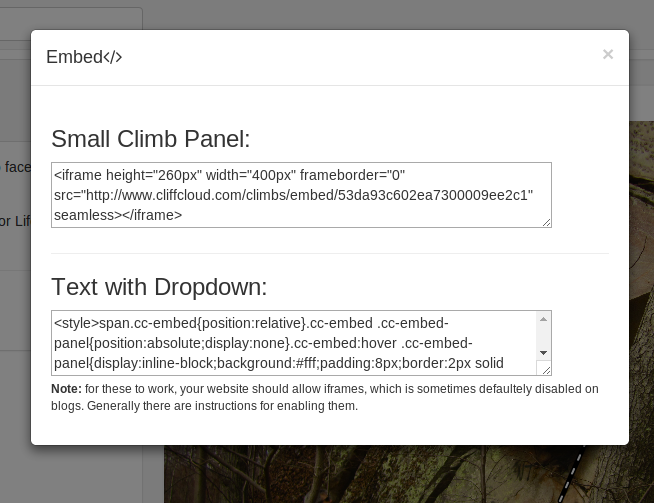 Embed</>
×
Small Climb Panel:
<iframe height="260px" width="400px" frameborder="0"
src="http://www.cliffcloud.com/climbs/embed/53da93c602ea7300009ee2c1"
seamless></iframe>
face
or Lif
Text with Dropdown:
<style>span.cc-embed{position:relative}.cc-embed .cc-embed-
panel{position:absolute;display:none}.cc-embed:hover .cc-embed-
panel{display:inline-block;background:#fff;padding:8px;border:2px solid
Note: for these to work, your website should allow iframes, which is sometimes defaultely disabled on
blogs. Generally there are instructions for enabling them.